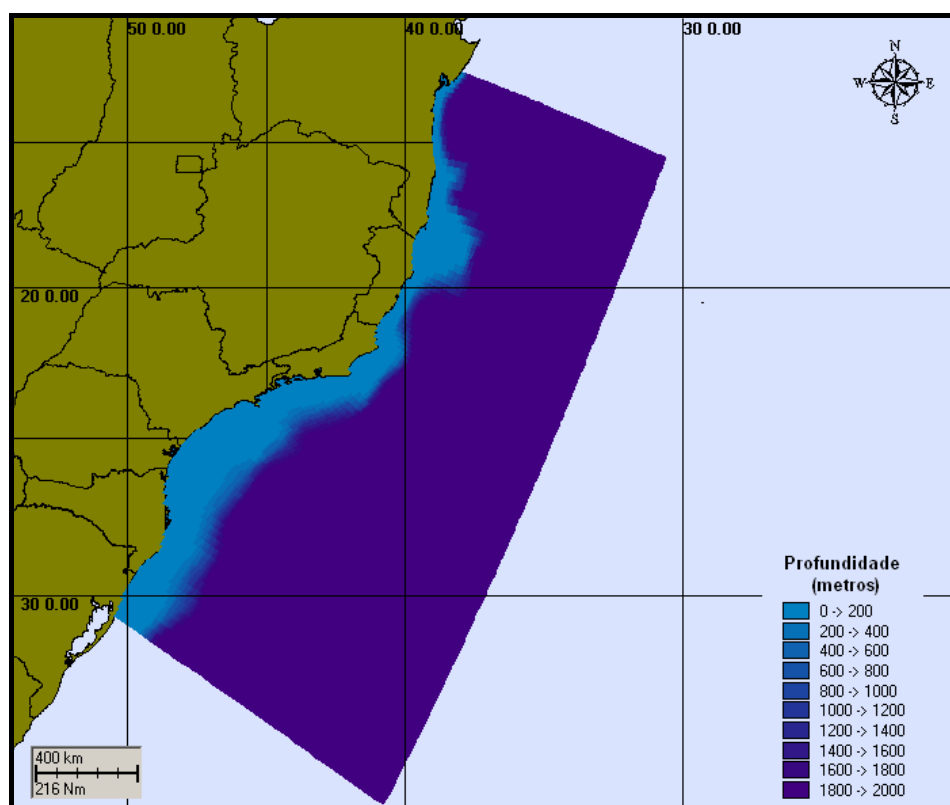 50 0.00
40 0.00
30 0.00
N
W
E
S
20 0.00
30 0.00
Profundidade
(metros)
0 -> 200
200 -> 400
400 -> 600
600 -> 800
800 -> 1000
1000 -> 1200
1200 -> 1400
1400 -> 1600
1600 -> 1800
1800 -> 2000
400 km
216 Nm